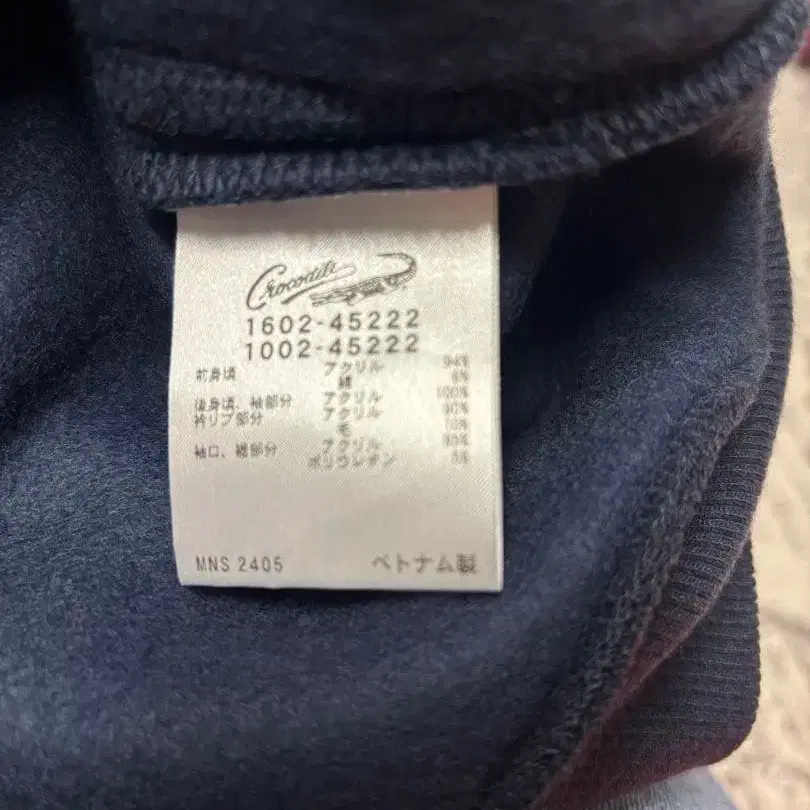 Crocodile
1602-45222
1002-45222
前身頃 アクリル 94%
綿 6%
後身頃、袖部分 アクリル 100%
衿リブ部分 アクリル 90%
毛 10%
袖口、裾部分 アクリル 95%
ポリウレタン 5%
MNS 2405 ベトナム製